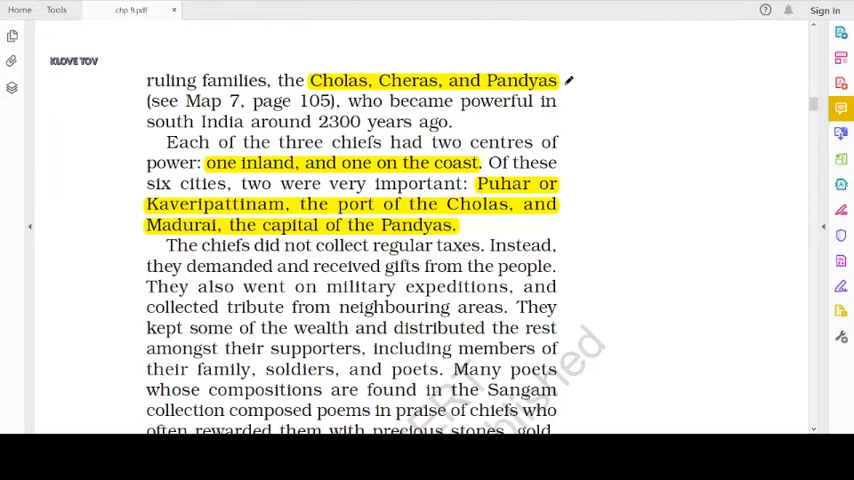 Home Tools chp 9.pdf × Sign In
KLOVE TOV
ruling families, the Cholas, Cheras, and Pandyas
(see Map 7, page 105), who became powerful in
south India around 2300 years ago.
Each of the three chiefs had two centres of
power: one inland, and one on the coast. Of these
six cities, two were very important: Puhar or
Kaveripattinam, the port of the Cholas, and
Madurai, the capital of the Pandyas.
The chiefs did not collect regular taxes. Instead,
they demanded and received gifts from the people.
They also went on military expeditions, and
collected tribute from neighbouring areas. They
kept some of the wealth and distributed the rest
amongst their supporters, including members of
their family, soldiers, and poets. Many poets
whose compositions are found in the Sangam
collection composed poems in praise of chiefs who
often rewarded them with precious stones, gold,